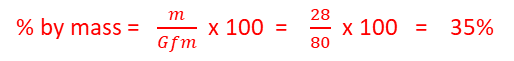 % by mass = m/Gfm x 100 = 28/80 x 100 = 35%